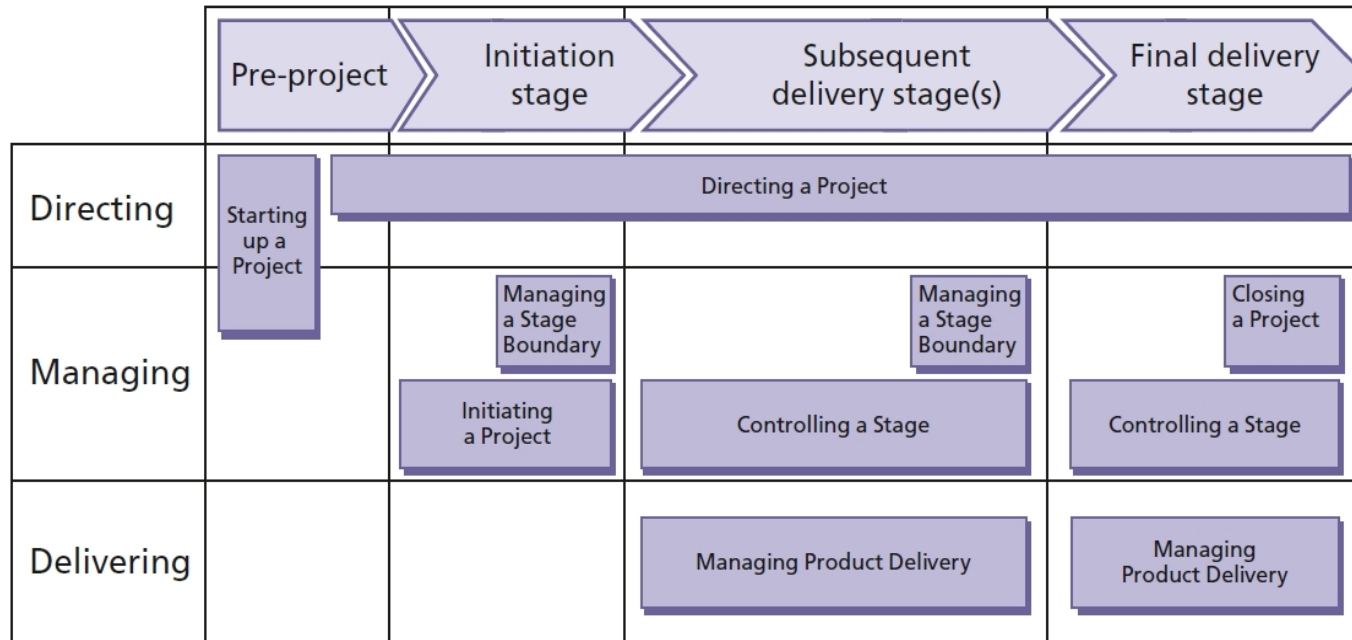 Pre-project
Initiation
stage
Subsequent
delivery stage(s)
Final delivery
stage
Directing
Starting
up a
Project
Directing a Project
Managing
Managing
a Stage
Boundary
Managing
a Stage
Boundary
Closing
a Project
Initiating
a Project
Controlling a Stage
Controlling a Stage
Delivering
Managing Product Delivery
Managing
Product Delivery